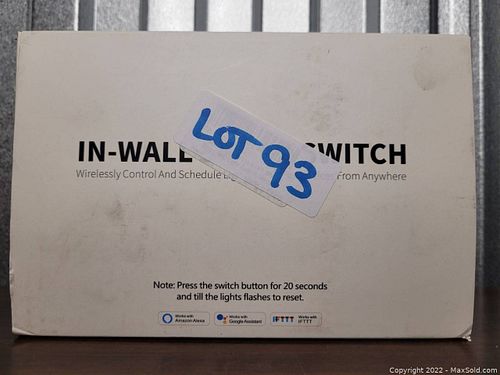 LOT 93
IN-WALL SWITCH
Wirelessly Control And Schedule From Anywhere
Note: Press the switch button for 20 seconds
and till the lights flashes to reset.
Works with
Amazon Alexa
Works with
Google Assistant
IFTTT
Works with
IFTTT
Copyright 2022 - MaxSold.com